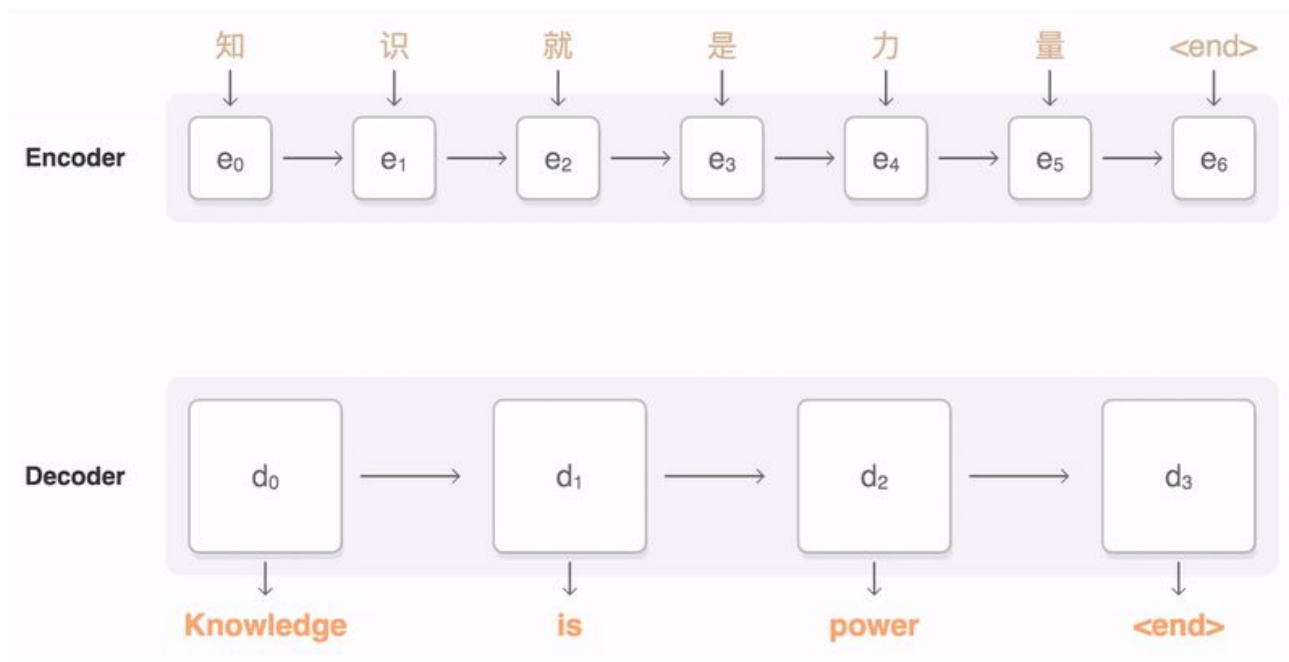 知 识 就 是 力 量 <end>
Encoder e₀ e₁ e₂ e₃ e₄ e₅ e₆
Decoder d₀ d₁ d₂ d₃
Knowledge is power <end>